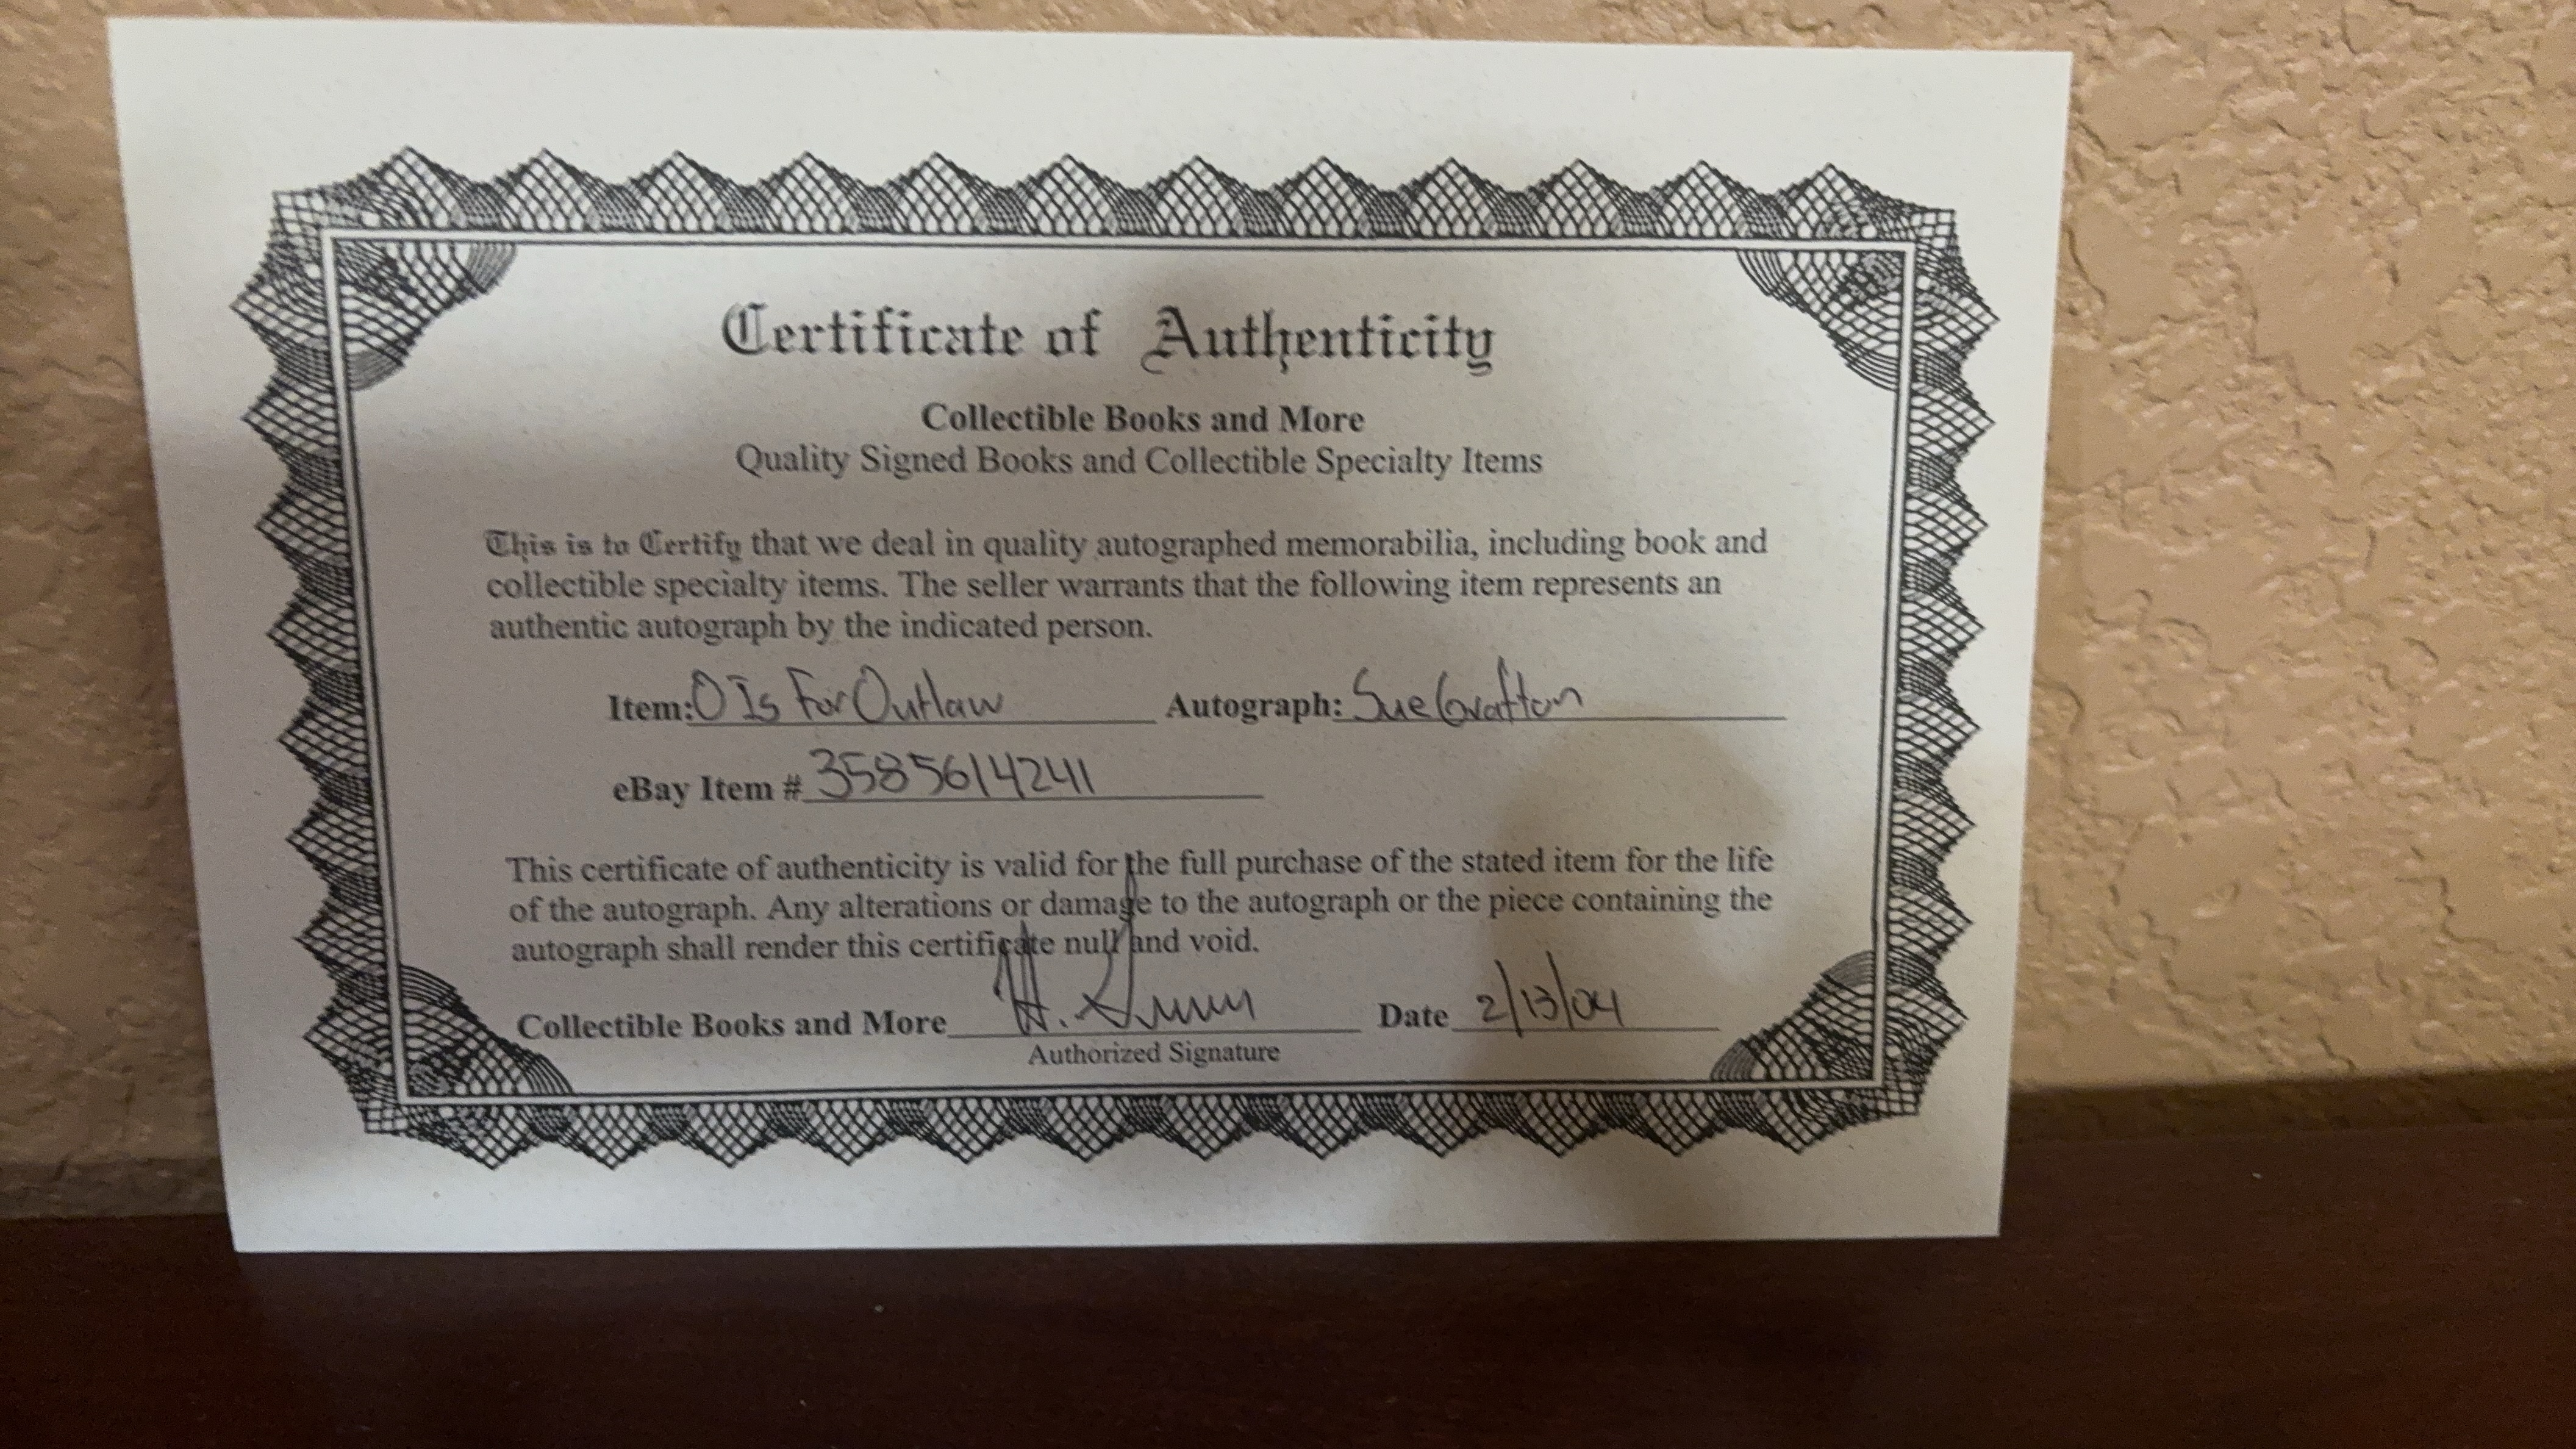 Certificate of Authenticity
Collectible Books and More
Quality Signed Books and Collectible Specialty Items
This is to Certify that we deal in quality autographed memorabilia, including book and
collectible specialty items. The seller warrants that the following item represents an
authentic autograph by the indicated person.
Item: O Is For Outlaw Autograph: Sue Grafton
eBay Item # 3585614241
This certificate of authenticity is valid for the full purchase of the stated item for the life
of the autograph. Any alterations or damage to the autograph or the piece containing the
autograph shall render this certificate null and void.
Collectible Books and More H. Date 2/13/04
Authorized Signature